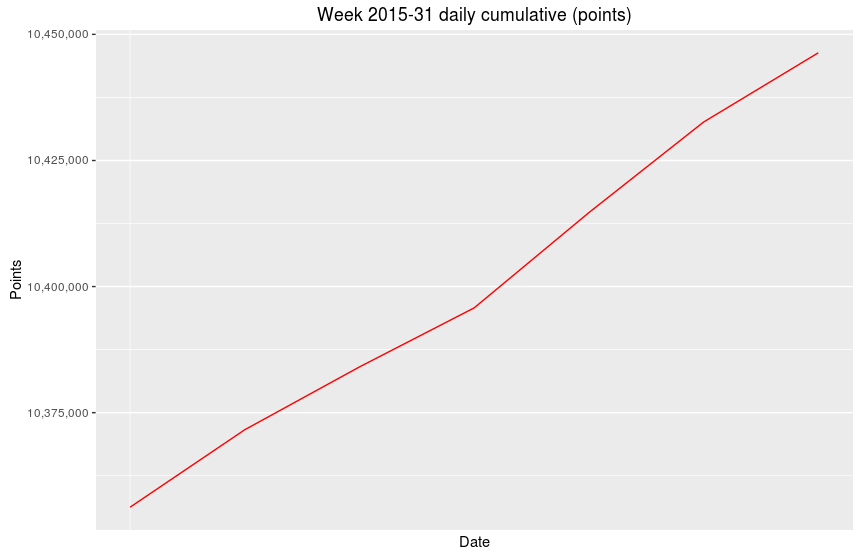 Week 2015-31 daily cumulative (points)
10,450,000
10,425,000
Points
10,400,000
10,375,000
Date